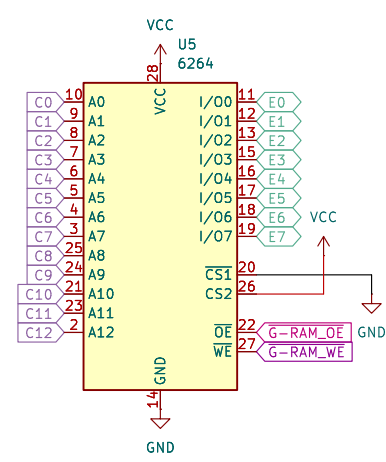 VCC
U5
6264
28
VCC
C0 10 A0 I/O0 11 E0
C1 9 A1 I/O1 12 E1
C2 8 A2 I/O2 13 E2
C3 7 A3 I/O3 15 E3
C4 6 A4 I/O4 16 E4
C5 5 A5 I/O5 17 E5
C6 4 A6 I/O6 18 E6
C7 3 A7 I/O7 19 E7
VCC
C8 25 A8
C9 24 A9 CS1 20
C10 21 A10 CS2 26
C11 23 A11
C12 2 A12 OE 22 G-RAM_OE
GND
WE 27 G-RAM_WE
GND
14
GND